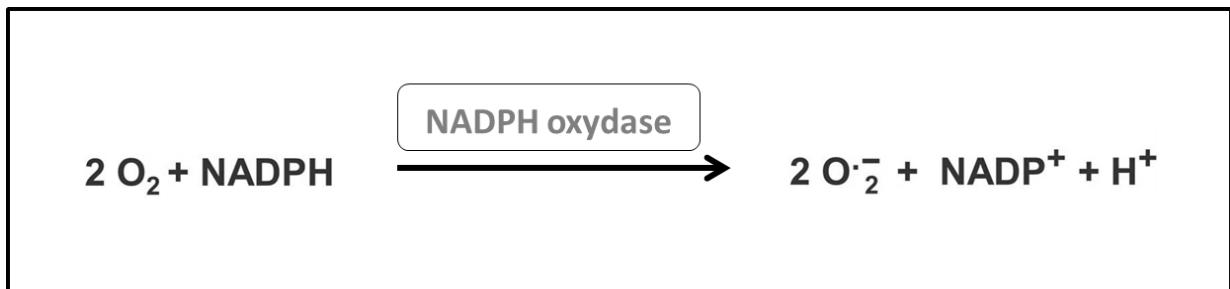 NADPH oxydase
2 O₂ + NADPH
2 O·₂⁻ + NADP⁺ + H⁺